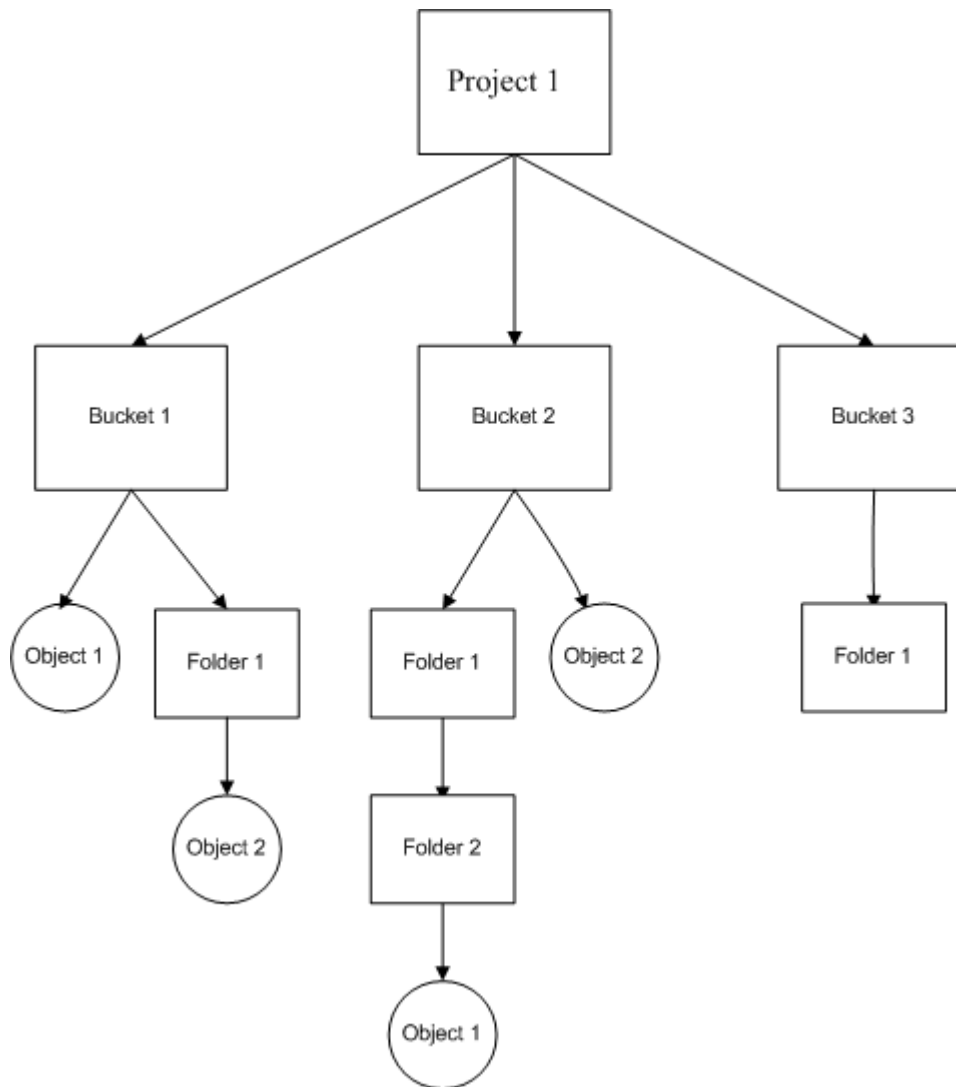 Project 1
Bucket 1
Bucket 2
Bucket 3
Object 1
Folder 1
Folder 1
Object 2
Folder 1
Object 2
Folder 2
Object 1